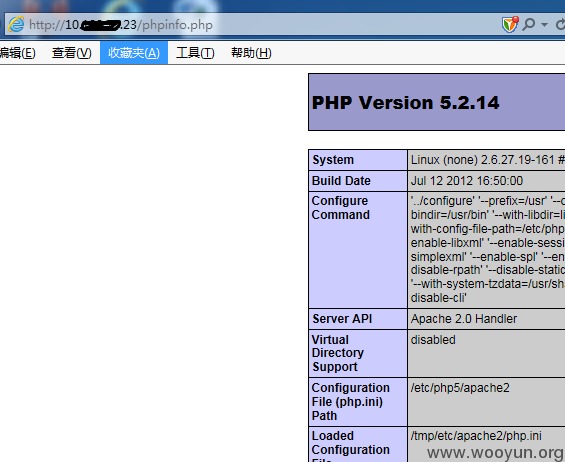 http://10.
.23/phpinfo.php
编辑(E) 查看(V) 收藏夹(A) 工具(T) 帮助(H)
PHP Version 5.2.14
System Linux (none) 2.6.27.19-161 #
Build Date Jul 12 2012 16:50:00
Configure '../configure' '--prefix=/usr' '--
Command bindir=/usr/bin' '--with-libdir=li
with-config-file-path=/etc/php
enable-libxml' '--enable-sessi
simplexml' '--enable-spl' '--en
disable-rpath' '--disable-static
'--with-system-tzdata=/usr/sha
disable-cli'
Server API Apache 2.0 Handler
Virtual disabled
Directory
Support
Configuration /etc/php5/apache2
File (php.ini)
Path
Loaded /tmp/etc/apache2/php.ini
Configuration
File
www.wooyun.org